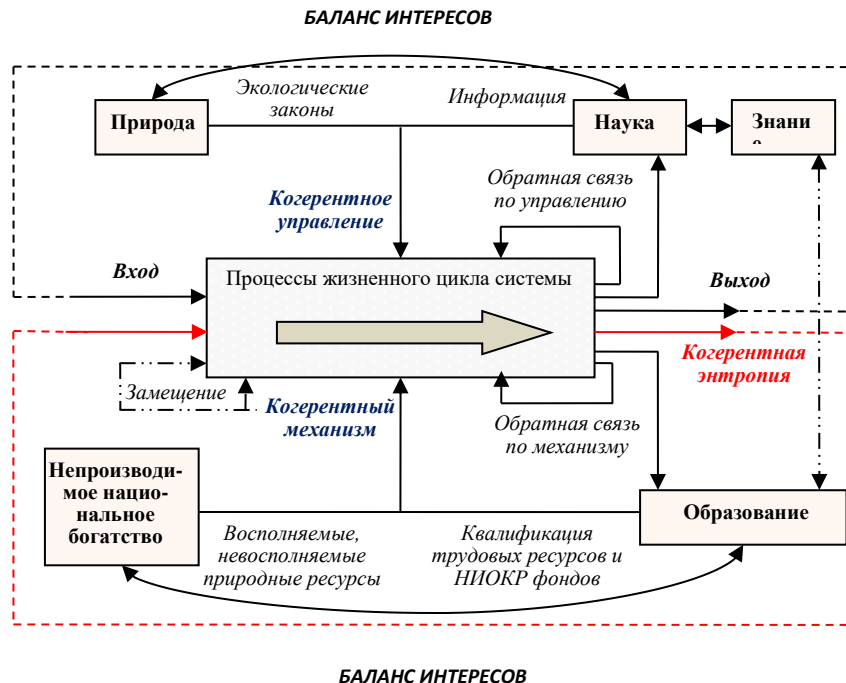 БАЛАНС ИНТЕРЕСОВ
Экологические
законы
Информация
Природа
Наука
Знани
Когерентное
управление
Обратная связь
по управлению
Вход
Процессы жизненного цикла системы
Выход
Когерентная
энтропия
Замещение
Когерентный
механизм
Обратная связь
по механизму
Непроизводи-
мое нацио-
нальное
богатство
Образование
Восполняемые,
невосполняемые
природные ресурсы
Квалификация
трудовых ресурсов и
НИОКР фондов
БАЛАНС ИНТЕРЕСОВ